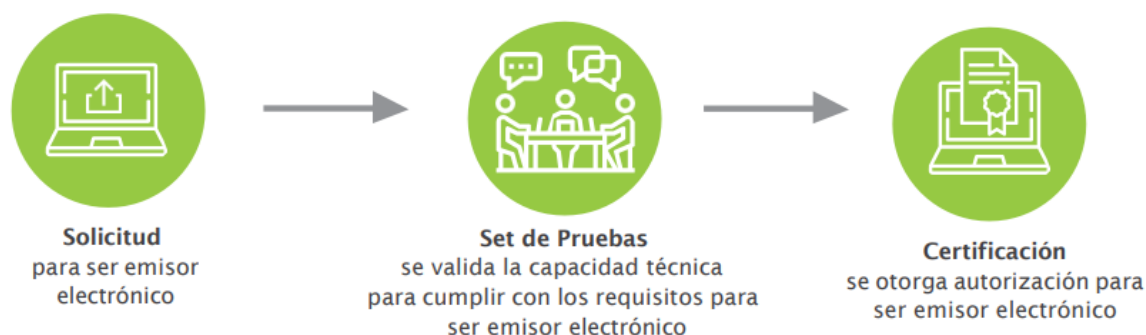 Solicitud
para ser emisor
electrónico
Set de Pruebas
se valida la capacidad técnica
para cumplir con los requisitos para
ser emisor electrónico
Certificación
se otorga autorización para
ser emisor electrónico